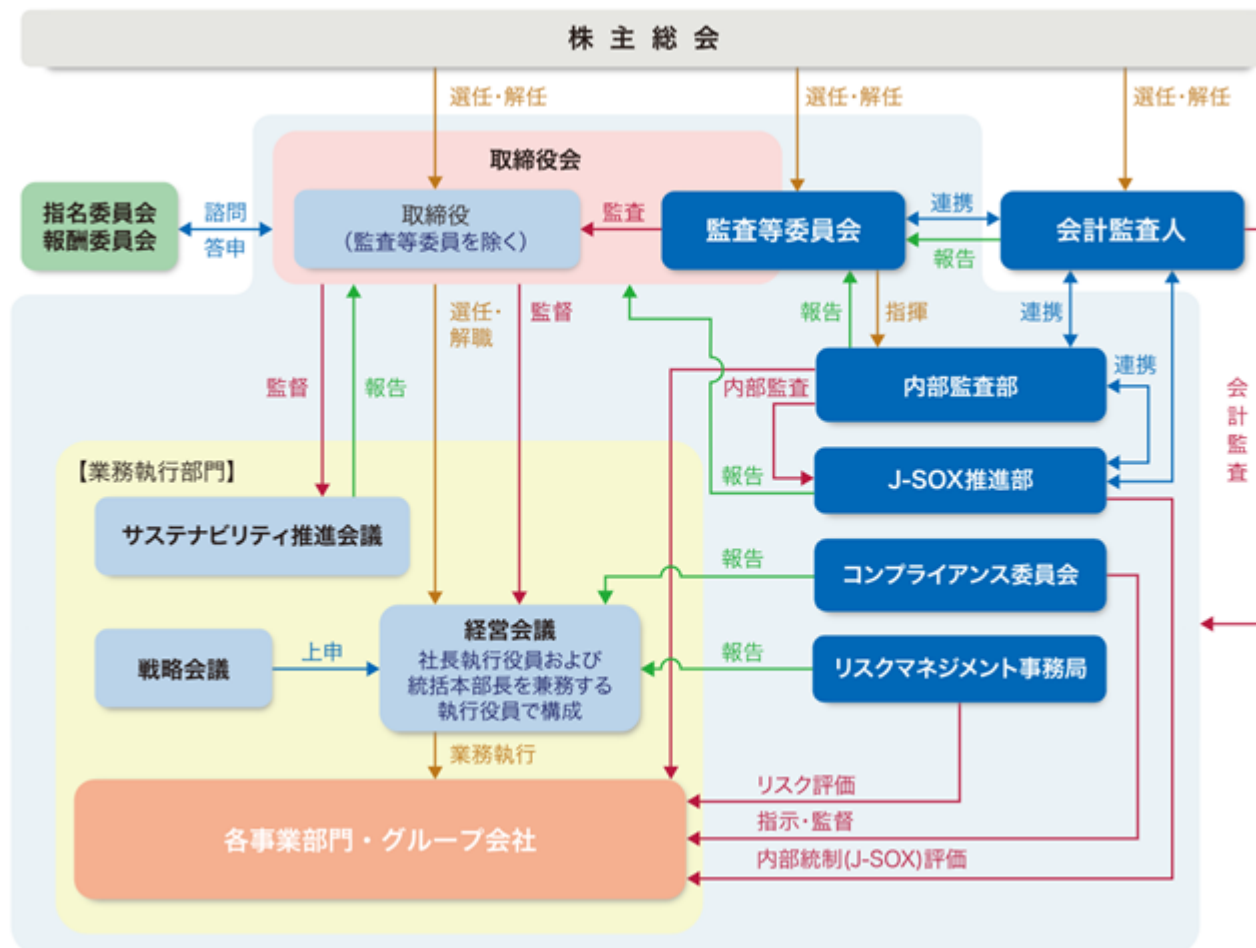 株主総会
選任・解任
選任・解任
選任・解任
取締役会
指名委員会
報酬委員会
諮問
答申
取締役
（監査等委員を除く）
監査
監査等委員会
連携
報告
会計監査人
選任・
解職
監督
報告
指揮
連携
監督
報告
内部監査
内部監査部
連携
会計監査
【業務執行部門】
報告
J-SOX推進部
サステナビリティ推進会議
報告
コンプライアンス委員会
戦略会議
上申
経営会議
社長執行役員および
統括本部長を兼務する
執行役員で構成
報告
リスクマネジメント事務局
業務執行
各事業部門・グループ会社
リスク評価
指示・監督
内部統制(J-SOX)評価